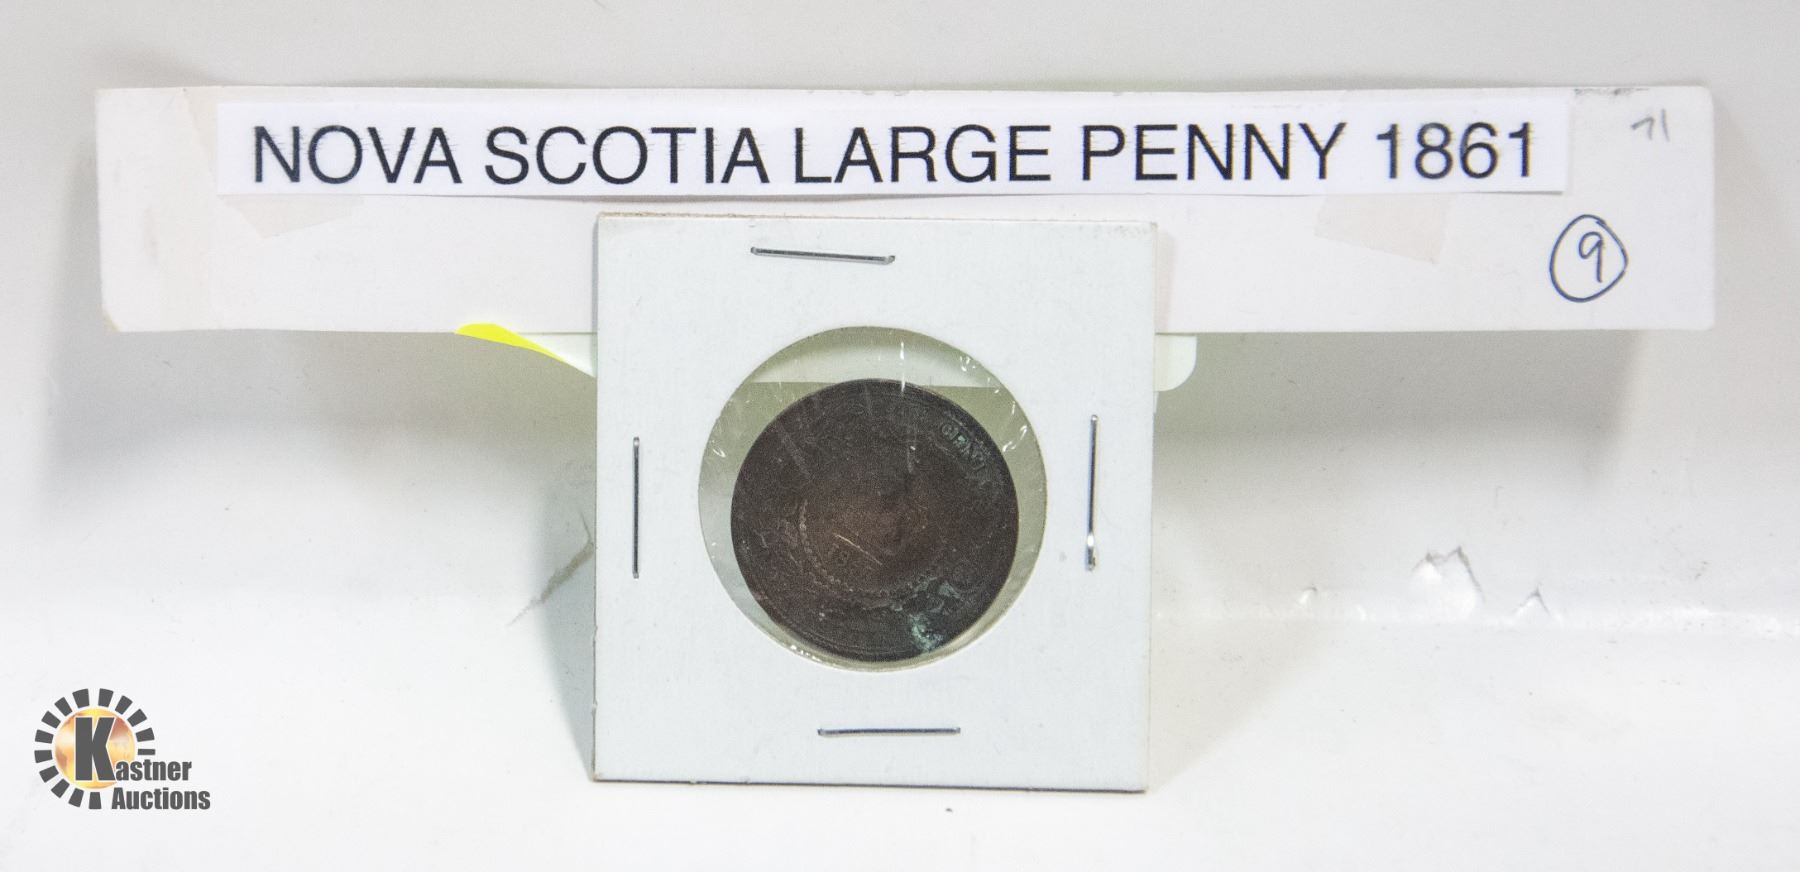 NOVA SCOTIA LARGE PENNY 1861
71
9
Kastner
Auctions